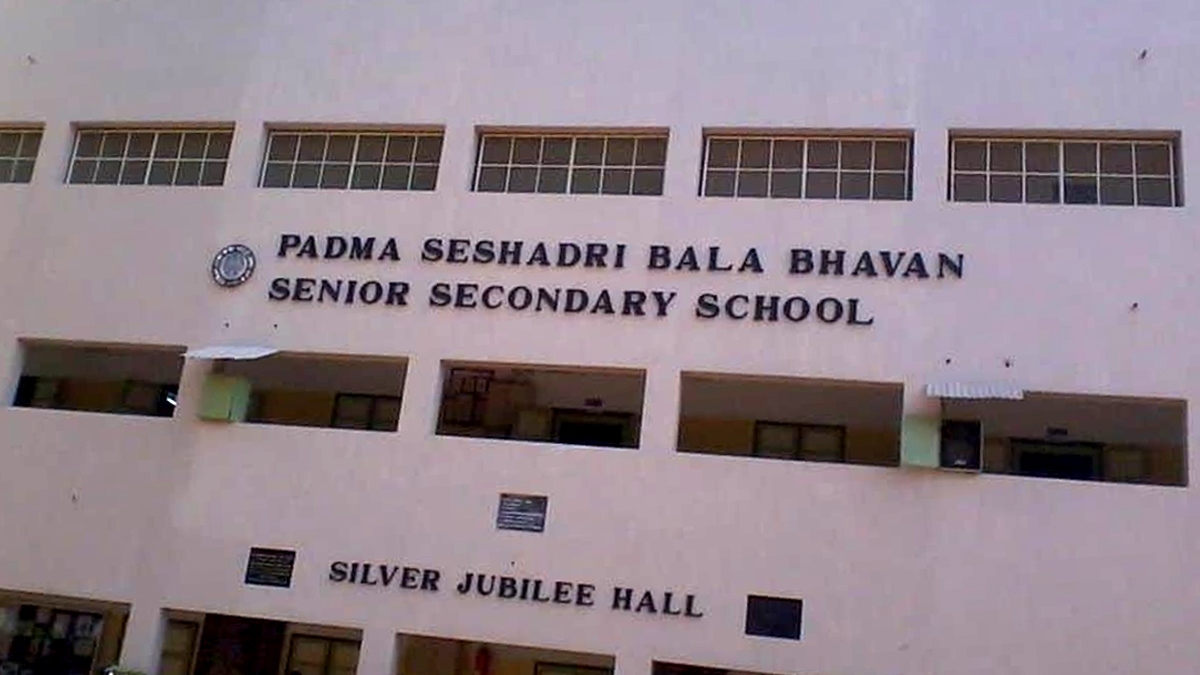 PADMA SESHADRI BALA BHAVAN
SENIOR SECONDARY SCHOOL
SILVER JUBILEE HALL